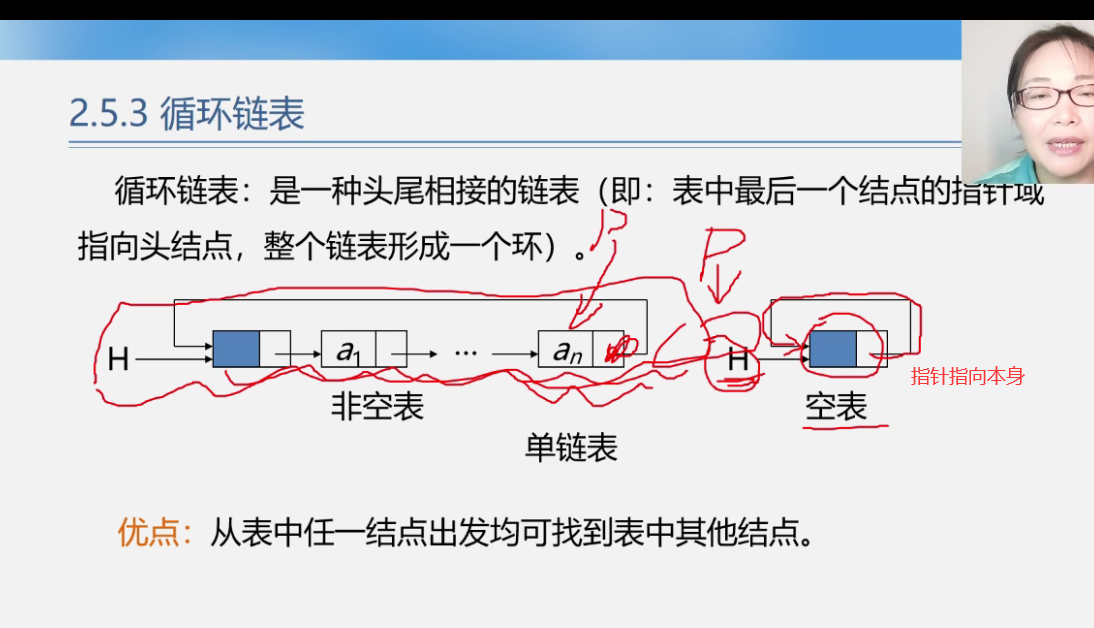 2.5.3 循环链表
循环链表：是一种头尾相接的链表（即：表中最后一个结点的指针域
指向头结点，整个链表形成一个环）。
P
P
H
a1
…
an
H
指针指向本身
非空表
空表
单链表
优点：从表中任一结点出发均可找到表中其他结点。